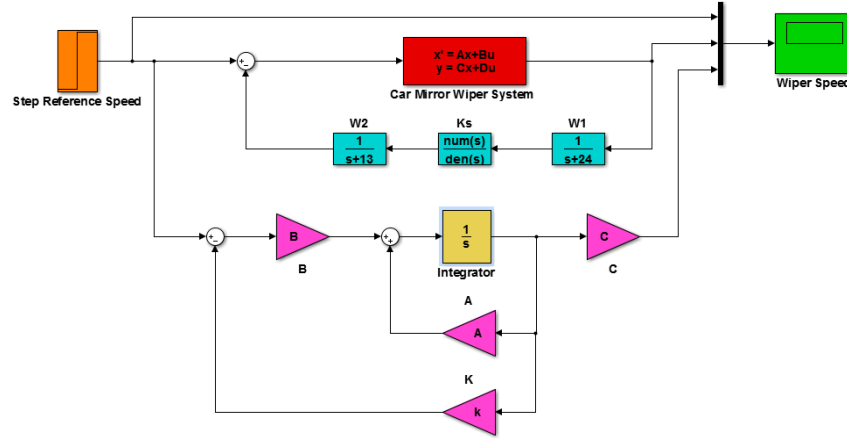 Step Reference Speed
x' = Ax+Bu
y = Cx+Du
Car Mirror Wiper System
Wiper Speed
W2
1
s+13
Ks
num(s)
den(s)
W1
1
s+24
B
B
1
s
Integrator
C
C
A
A
K
k